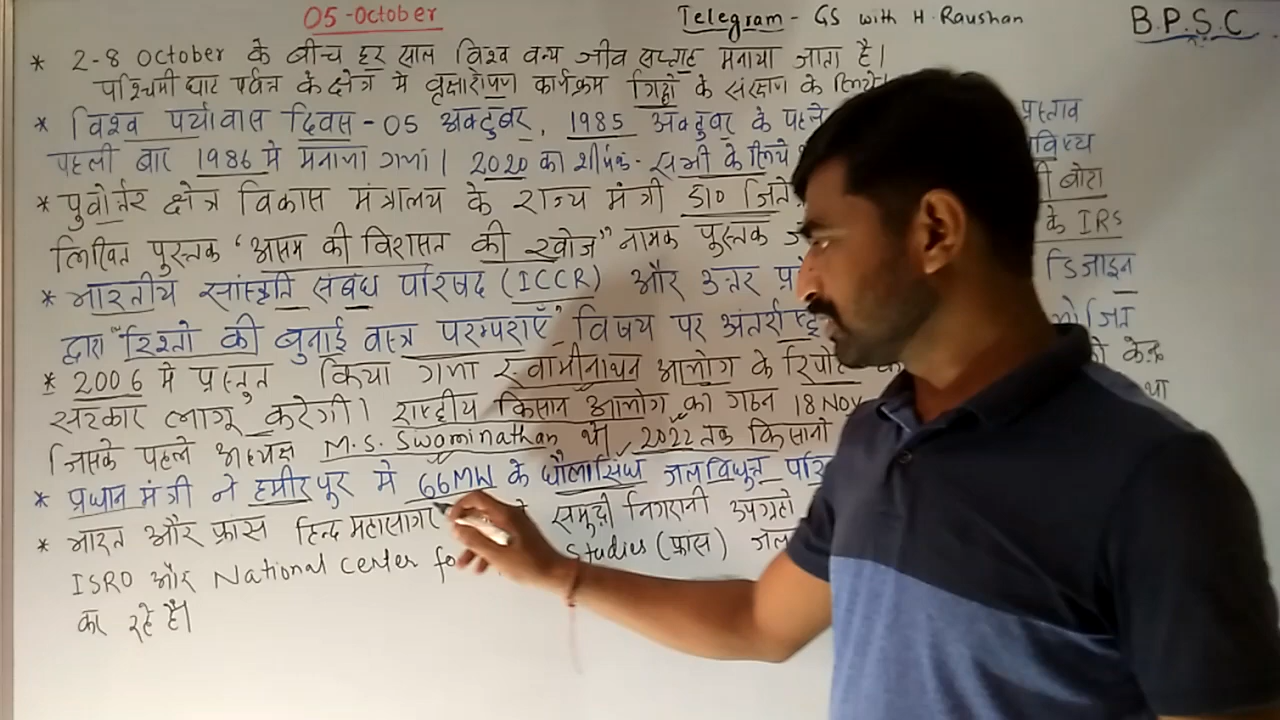 05-October
Telegram - GS with H. Raushan
B.P.S.C
* 2-8 October के बीच हर साल विश्व वन्य जीव सप्ताह मनाया जाता है।
पश्चिमी घाट पर्वत के क्षेत्र मे वृक्षारोपण कार्यक्रम गिद्धों के संरक्षण के लिये
* विश्व पर्यावास दिवस - 05 अक्टुबर, 1985 अक्टुबर के पहले प्रस्ताव
पहली बार 1986 मे मनाया गया। 2020 का शीर्षक - सभी के लिये भविष्य
* पुर्वोत्तर क्षेत्र विकास मंत्रालय के राज्य मंत्री डा० जिते बोरा
लिखित पुस्तक "असम की विरासत की खोज" नामक पुस्तक के IRS
* भारतीय सांस्कृति संबंध परिषद (ICCR) और उत्तर प्र डिजाइन
द्वारा "रिश्तो की बुनाई वस्त्र परम्पराएँ" विषय पर अंतर्राष्ट्र
* 2006 मे प्रस्तुत किया गया स्वामीनाथन आयोग के रिपोर्ट केन्द्र
सरकार लागू करेगी। राष्ट्रीय किसान आयोग का गठन 18 Nov था
जिसके पहले अध्यक्ष M.S. Swaminathan थे। 2022 तक किसानो
* प्रधान मंत्री ने हमीरपुर मे 66MW के धौलासिंध जलविधुत्त परि
* भारत और फ्रांस हिन्द महासागर समुद्री निगरानी उपग्रहो
ISRO और National Center fo Studies (फ्रांस)
कर रहे है।